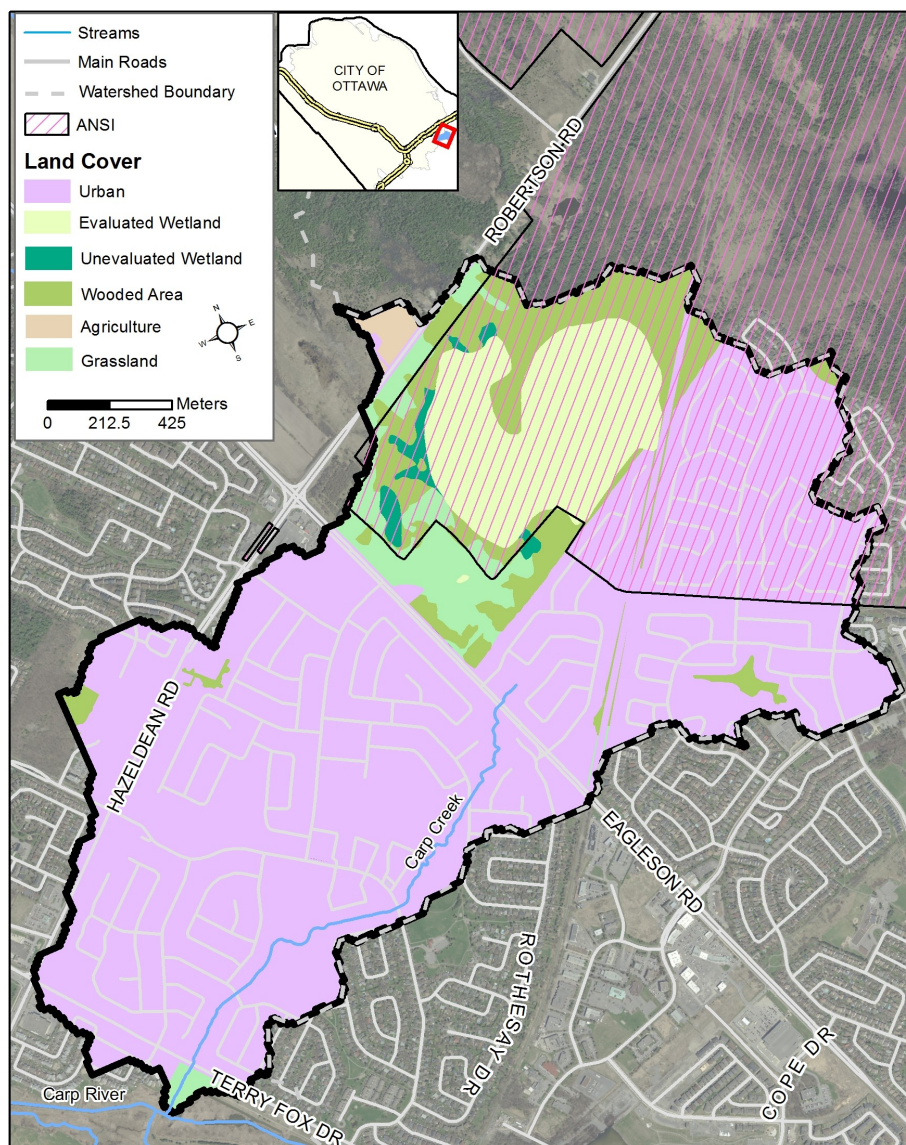 Streams
Main Roads
Watershed Boundary
ANSI
Land Cover
Urban
Evaluated Wetland
Unevaluated Wetland
Wooded Area
Agriculture
Grassland
N
E
W
S
Meters
0 212.5 425
CITY OF
OTTAWA
ROBERTSON RD
HAZELDEAN RD
Carp Creek
EAGLESON RD
ROTHESAY DR
COPE DR
TERRY FOX DR
Carp River